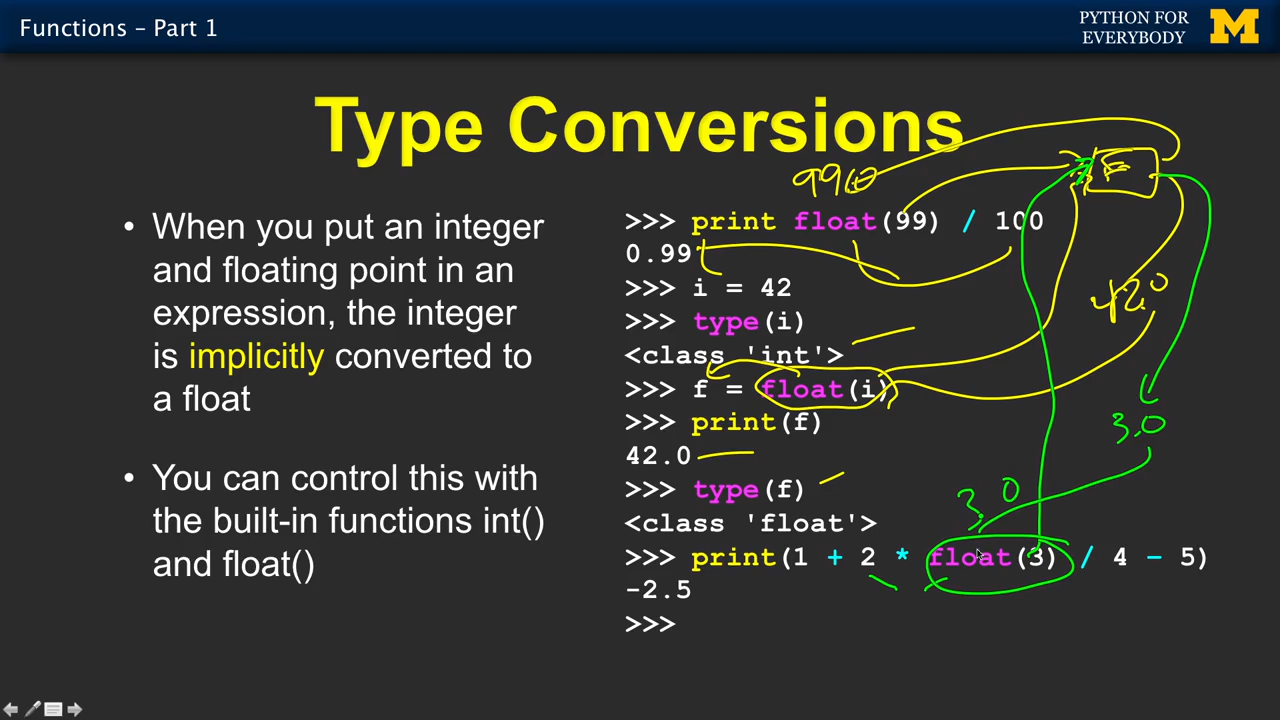 Functions – Part 1
PYTHON FOR
EVERYBODY
M
Type Conversions
• When you put an integer
and floating point in an
expression, the integer
is implicitly converted to
a float
• You can control this with
the built-in functions int()
and float()
99.0
F
>>> print float(99) / 100
0.99
>>> i = 42
>>> type(i)
<class 'int'>
>>> f = float(i)
>>> print(f)
42.0
>>> type(f)
<class 'float'>
>>> print(1 + 2 * float(3) / 4 - 5)
-2.5
>>>
42.0
3.0
3.0